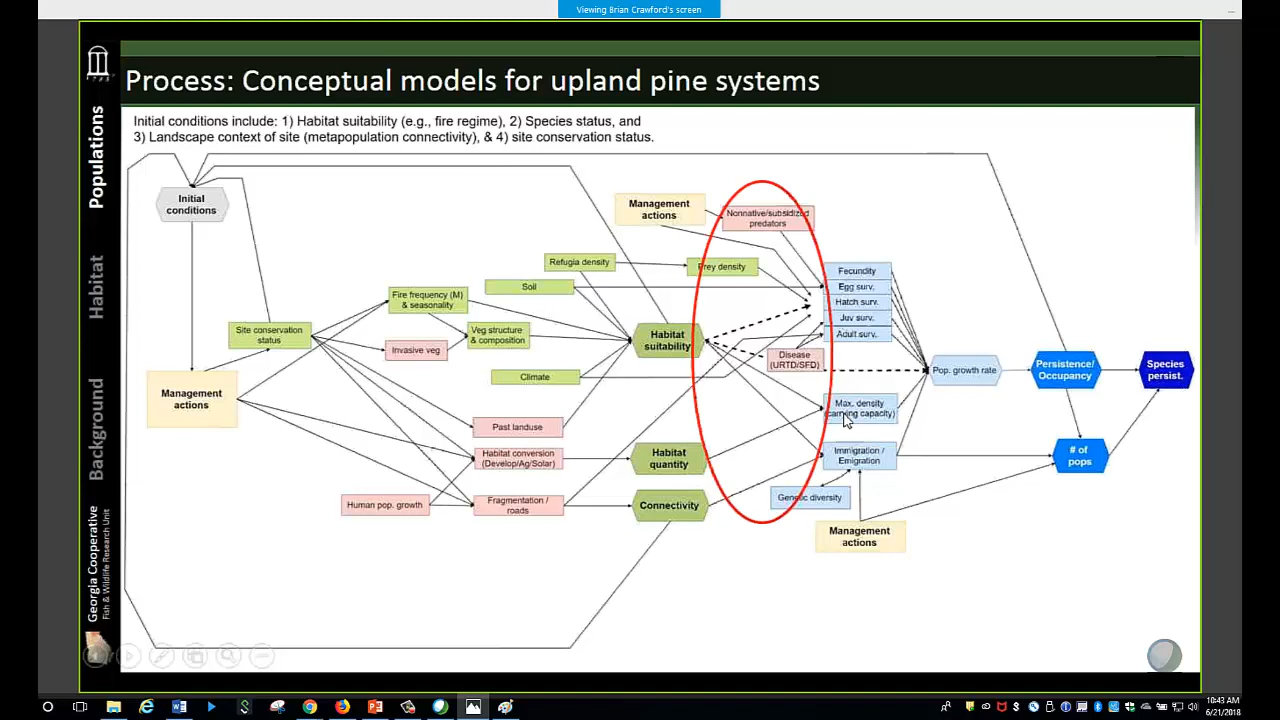 Viewing Brian Crawford's screen
Process: Conceptual models for upland pine systems
Initial conditions include: 1) Habitat suitability (e.g., fire regime), 2) Species status, and
3) Landscape context of site (metapopulation connectivity), & 4) site conservation status.
Populations
Habitat
Background
Georgia Cooperative
Fish & Wildlife Research Unit
1785
Initial
conditions
Management
actions
Site conservation
status
Fire frequency (M)
& seasonality
Invasive veg
Veg structure
& composition
Refugia density
Soil
Climate
Past landuse
Habitat conversion
(Develop/Ag/Solar)
Human pop. growth
Fragmentation /
roads
Management
actions
Nonnative/subsidized
predators
Prey density
Habitat
suitability
Habitat
quantity
Connectivity
Disease
(URTD/SFD)
Fecundity
Egg surv.
Hatch surv.
Juv surv.
Adult surv.
Max. density
(carrying capacity)
Immigration /
Emigration
Genetic diversity
Management
actions
Pop. growth rate
Persistence/
Occupancy
# of
pops
Species
persist.
10:43 AM
6/21/2018